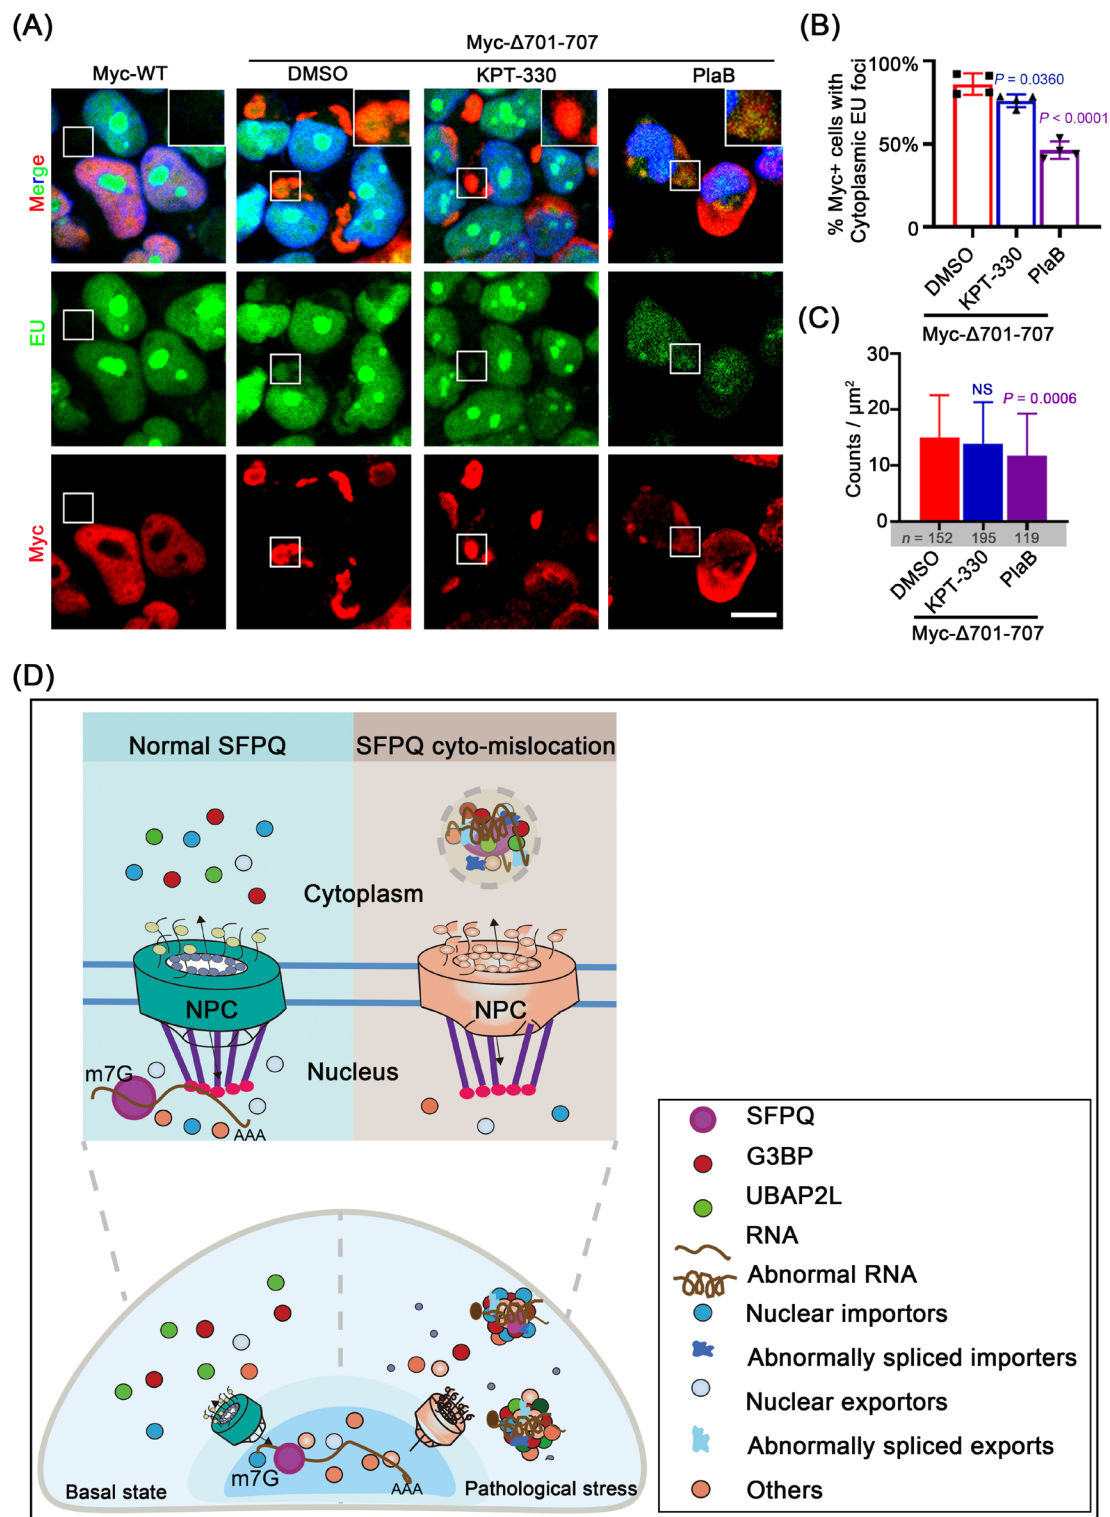 (A)
Myc-Δ701-707
Myc-WT
DMSO
KPT-330
PlaB
Merge
EU
Myc
(B)
% Myc+ cells with
Cytoplasmic EU foci
100%
50%
0
P = 0.0360
P < 0.0001
DMSO
KPT-330
PlaB
Myc-Δ701-707
(C)
Counts / µm²
30
20
10
0
NS
P = 0.0006
n = 152 195 119
DMSO
KPT-330
PlaB
Myc-Δ701-707
(D)
Normal SFPQ
SFPQ cyto-mislocation
Cytoplasm
NPC
NPC
Nucleus
m7G
AAA
m7G
AAA
Basal state
Pathological stress
SFPQ
G3BP
UBAP2L
RNA
Abnormal RNA
Nuclear importors
Abnormally spliced importers
Nuclear exportors
Abnormally spliced exports
Others